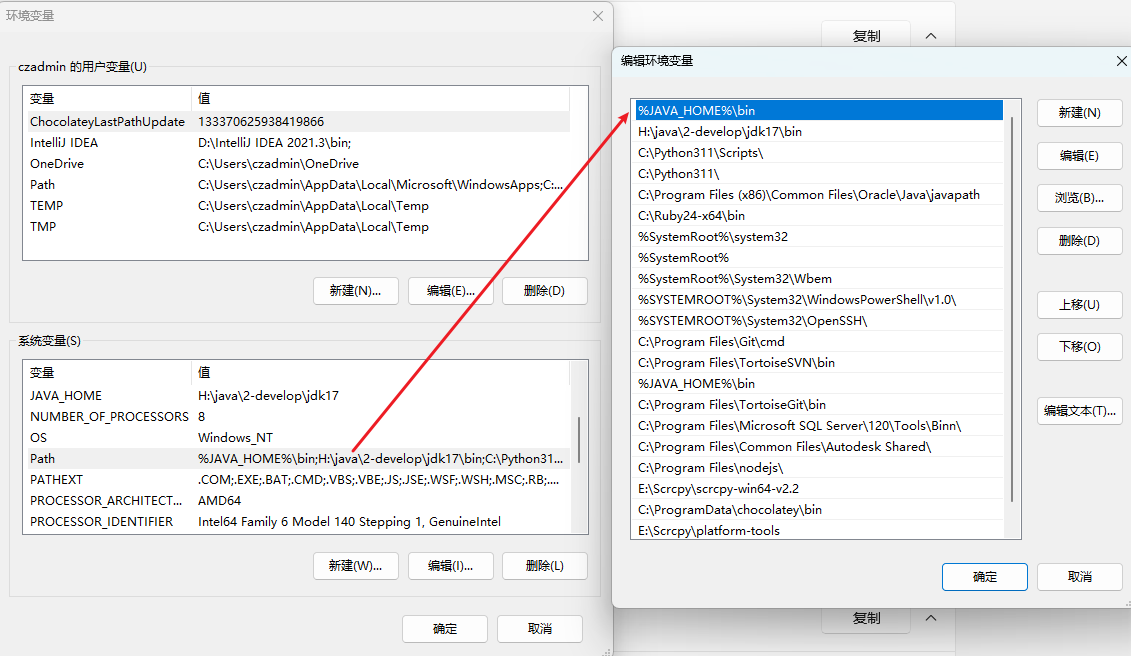 环境变量
czadmin 的用户变量(U)
变量 值
ChocolateyLastPathUpdate 133370625938419866
IntelliJ IDEA D:\IntelliJ IDEA 2021.3\bin;
OneDrive C:\Users\czadmin\OneDrive
Path C:\Users\czadmin\AppData\Local\Microsoft\WindowsApps;C:...
TEMP C:\Users\czadmin\AppData\Local\Temp
TMP C:\Users\czadmin\AppData\Local\Temp
新建(N)... 编辑(E)... 删除(D)
系统变量(S)
变量 值
JAVA_HOME H:\java\2-develop\jdk17
NUMBER_OF_PROCESSORS 8
OS Windows_NT
Path %JAVA_HOME%\bin;H:\java\2-develop\jdk17\bin;C:\Python31...
PATHEXT .COM;.EXE;.BAT;.CMD;.VBS;.VBE;.JS;.JSE;.WSF;.WSH;.MSC;.RB;....
PROCESSOR_ARCHITECT... AMD64
PROCESSOR_IDENTIFIER Intel64 Family 6 Model 140 Stepping 1, GenuineIntel
新建(W)... 编辑(I)... 删除(L)
确定 取消
复制
编辑环境变量
%JAVA_HOME%\bin
H:\java\2-develop\jdk17\bin
C:\Python311\Scripts\
C:\Python311\
C:\Program Files (x86)\Common Files\Oracle\Java\javapath
C:\Ruby24-x64\bin
%SystemRoot%\system32
%SystemRoot%
%SystemRoot%\System32\Wbem
%SYSTEMROOT%\System32\WindowsPowerShell\v1.0\
%SYSTEMROOT%\System32\OpenSSH\
C:\Program Files\Git\cmd
C:\Program Files\TortoiseSVN\bin
%JAVA_HOME%\bin
C:\Program Files\TortoiseGit\bin
C:\Program Files\Microsoft SQL Server\120\Tools\Binn\
C:\Program Files\Common Files\Autodesk Shared\
C:\Program Files\nodejs\
E:\Scrcpy\scrcpy-win64-v2.2
C:\ProgramData\chocolatey\bin
E:\Scrcpy\platform-tools
新建(N)
编辑(E)
浏览(B)...
删除(D)
上移(U)
下移(O)
编辑文本(T)...
确定 取消
复制